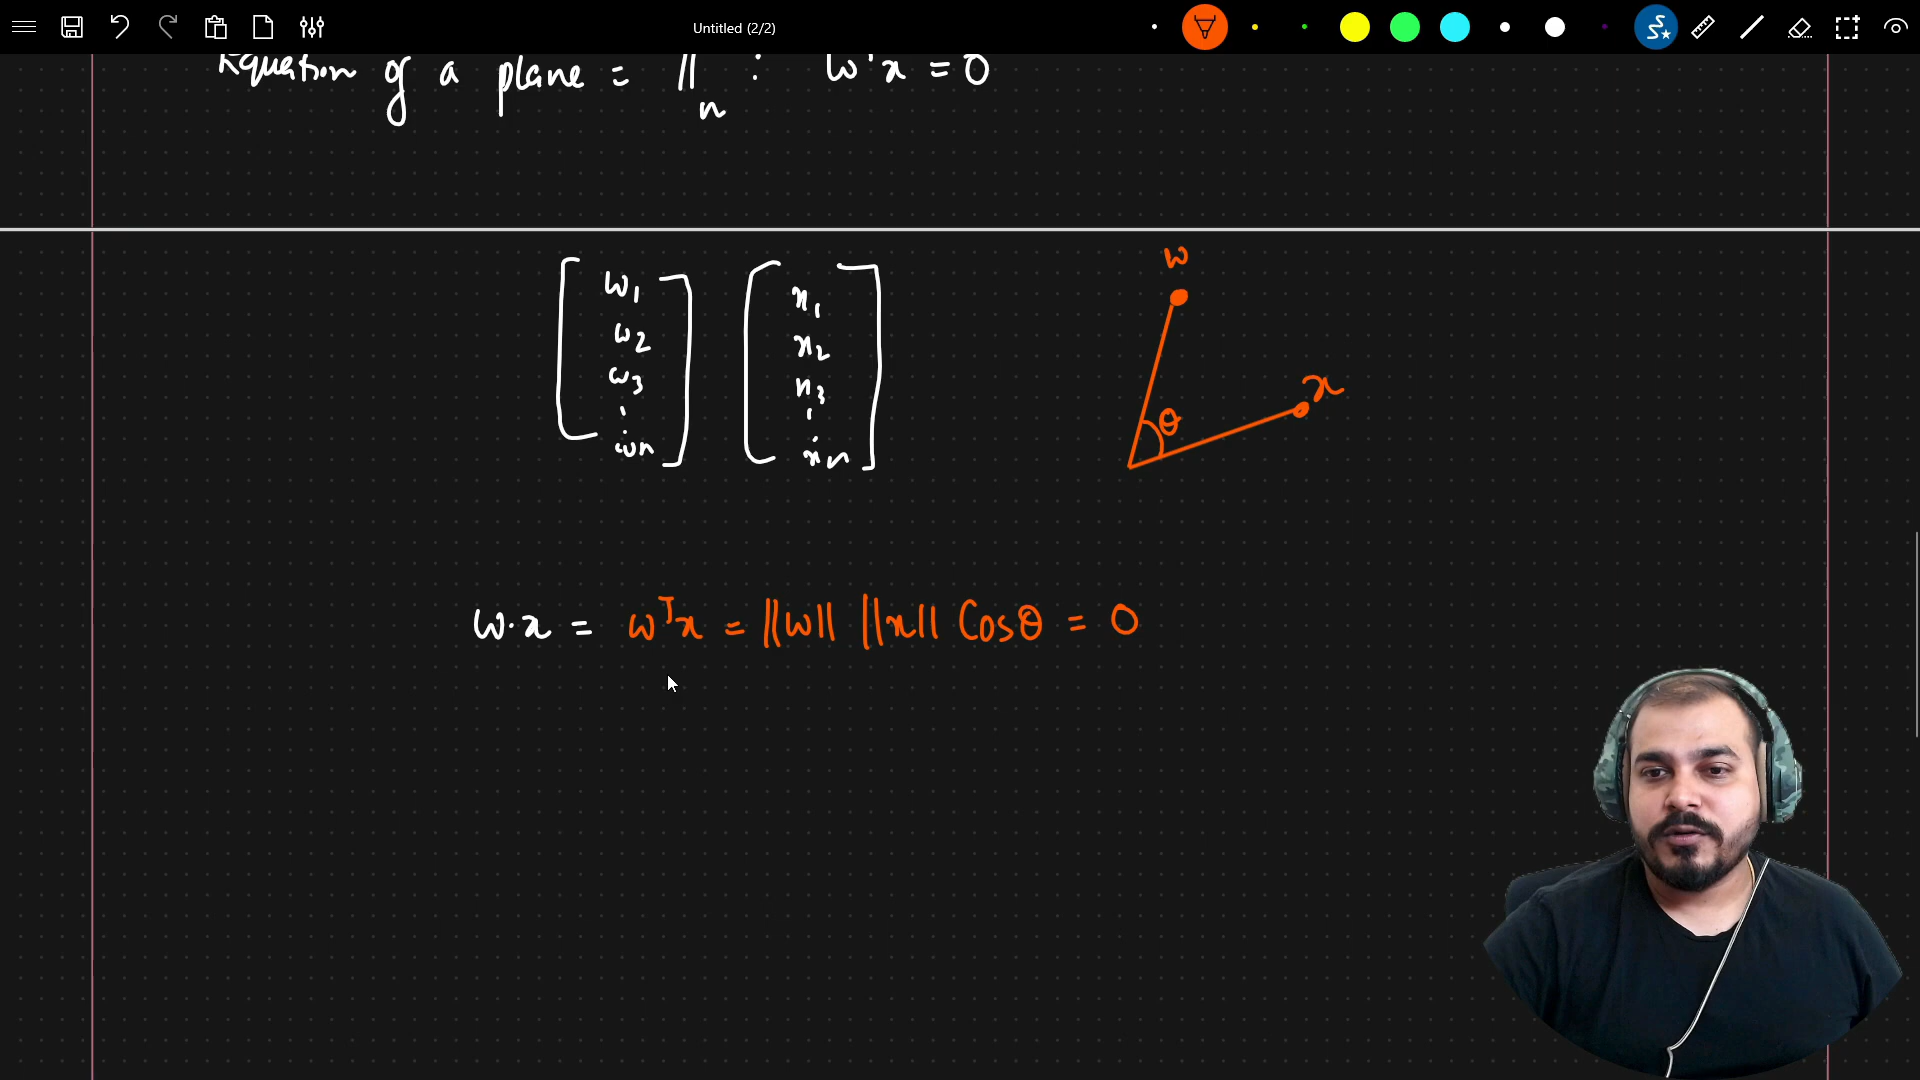 Untitled (2/2)
Equation of a plane = π n : wᵀx = 0
w
w1 x1
w2 x2
w3 x3
x
θ
⋮ ⋮
wn xn
w·x = wᵀx = ||w|| ||x|| Cosθ = 0